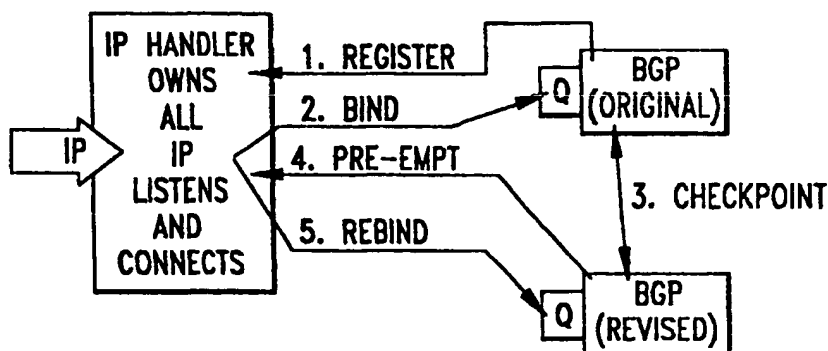 IP
IP HANDLER
OWNS
ALL
IP
LISTENS
AND
CONNECTS
1. REGISTER
2. BIND
4. PRE-EMPT
5. REBIND
Q
BGP
(ORIGINAL)
3. CHECKPOINT
Q
BGP
(REVISED)